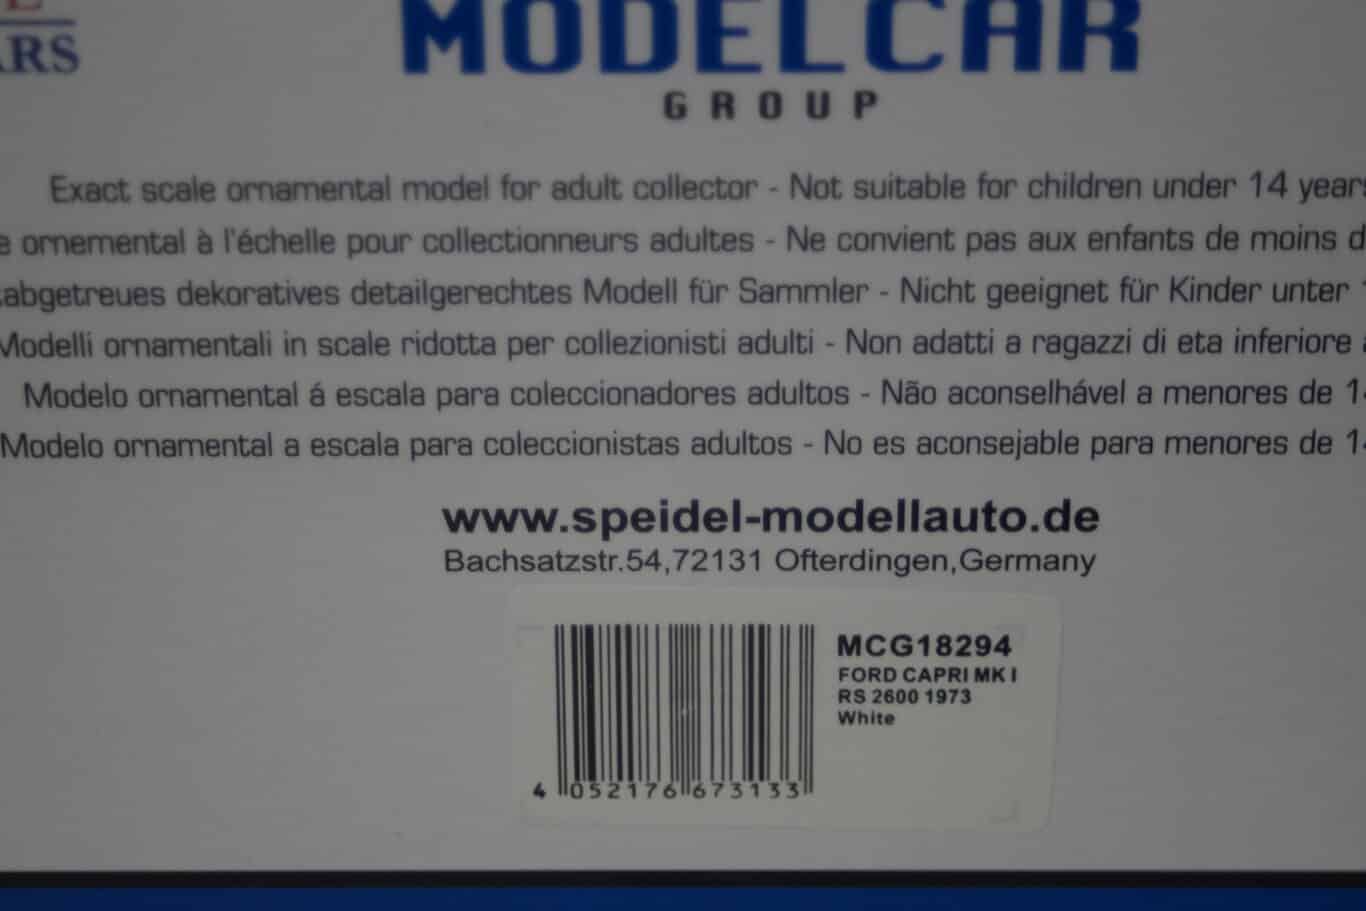 ARS
MODELCAR
GROUP
Exact scale ornamental model for adult collector - Not suitable for children under 14 years
ornemental à l'échelle pour collectionneurs adultes - Ne convient pas aux enfants de moins
abgetreues dekoratives detailgerechtes Modell für Sammler - Nicht geeignet für Kinder unter
Modelli ornamentali in scale ridotta per collezionisti adulti - Non adatti a ragazzi di eta inferiore
Modelo ornamental á escala para coleccionadores adultos - Não aconselhável a menores de
Modelo ornamental a escala para coleccionistas adultos - No es aconsejable para menores de
www.speidel-modellauto.de
Bachsatzstr.54,72131 Ofterdingen,Germany
MCG18294
FORD CAPRI MK I
RS 2600 1973
White
4 052176 673133